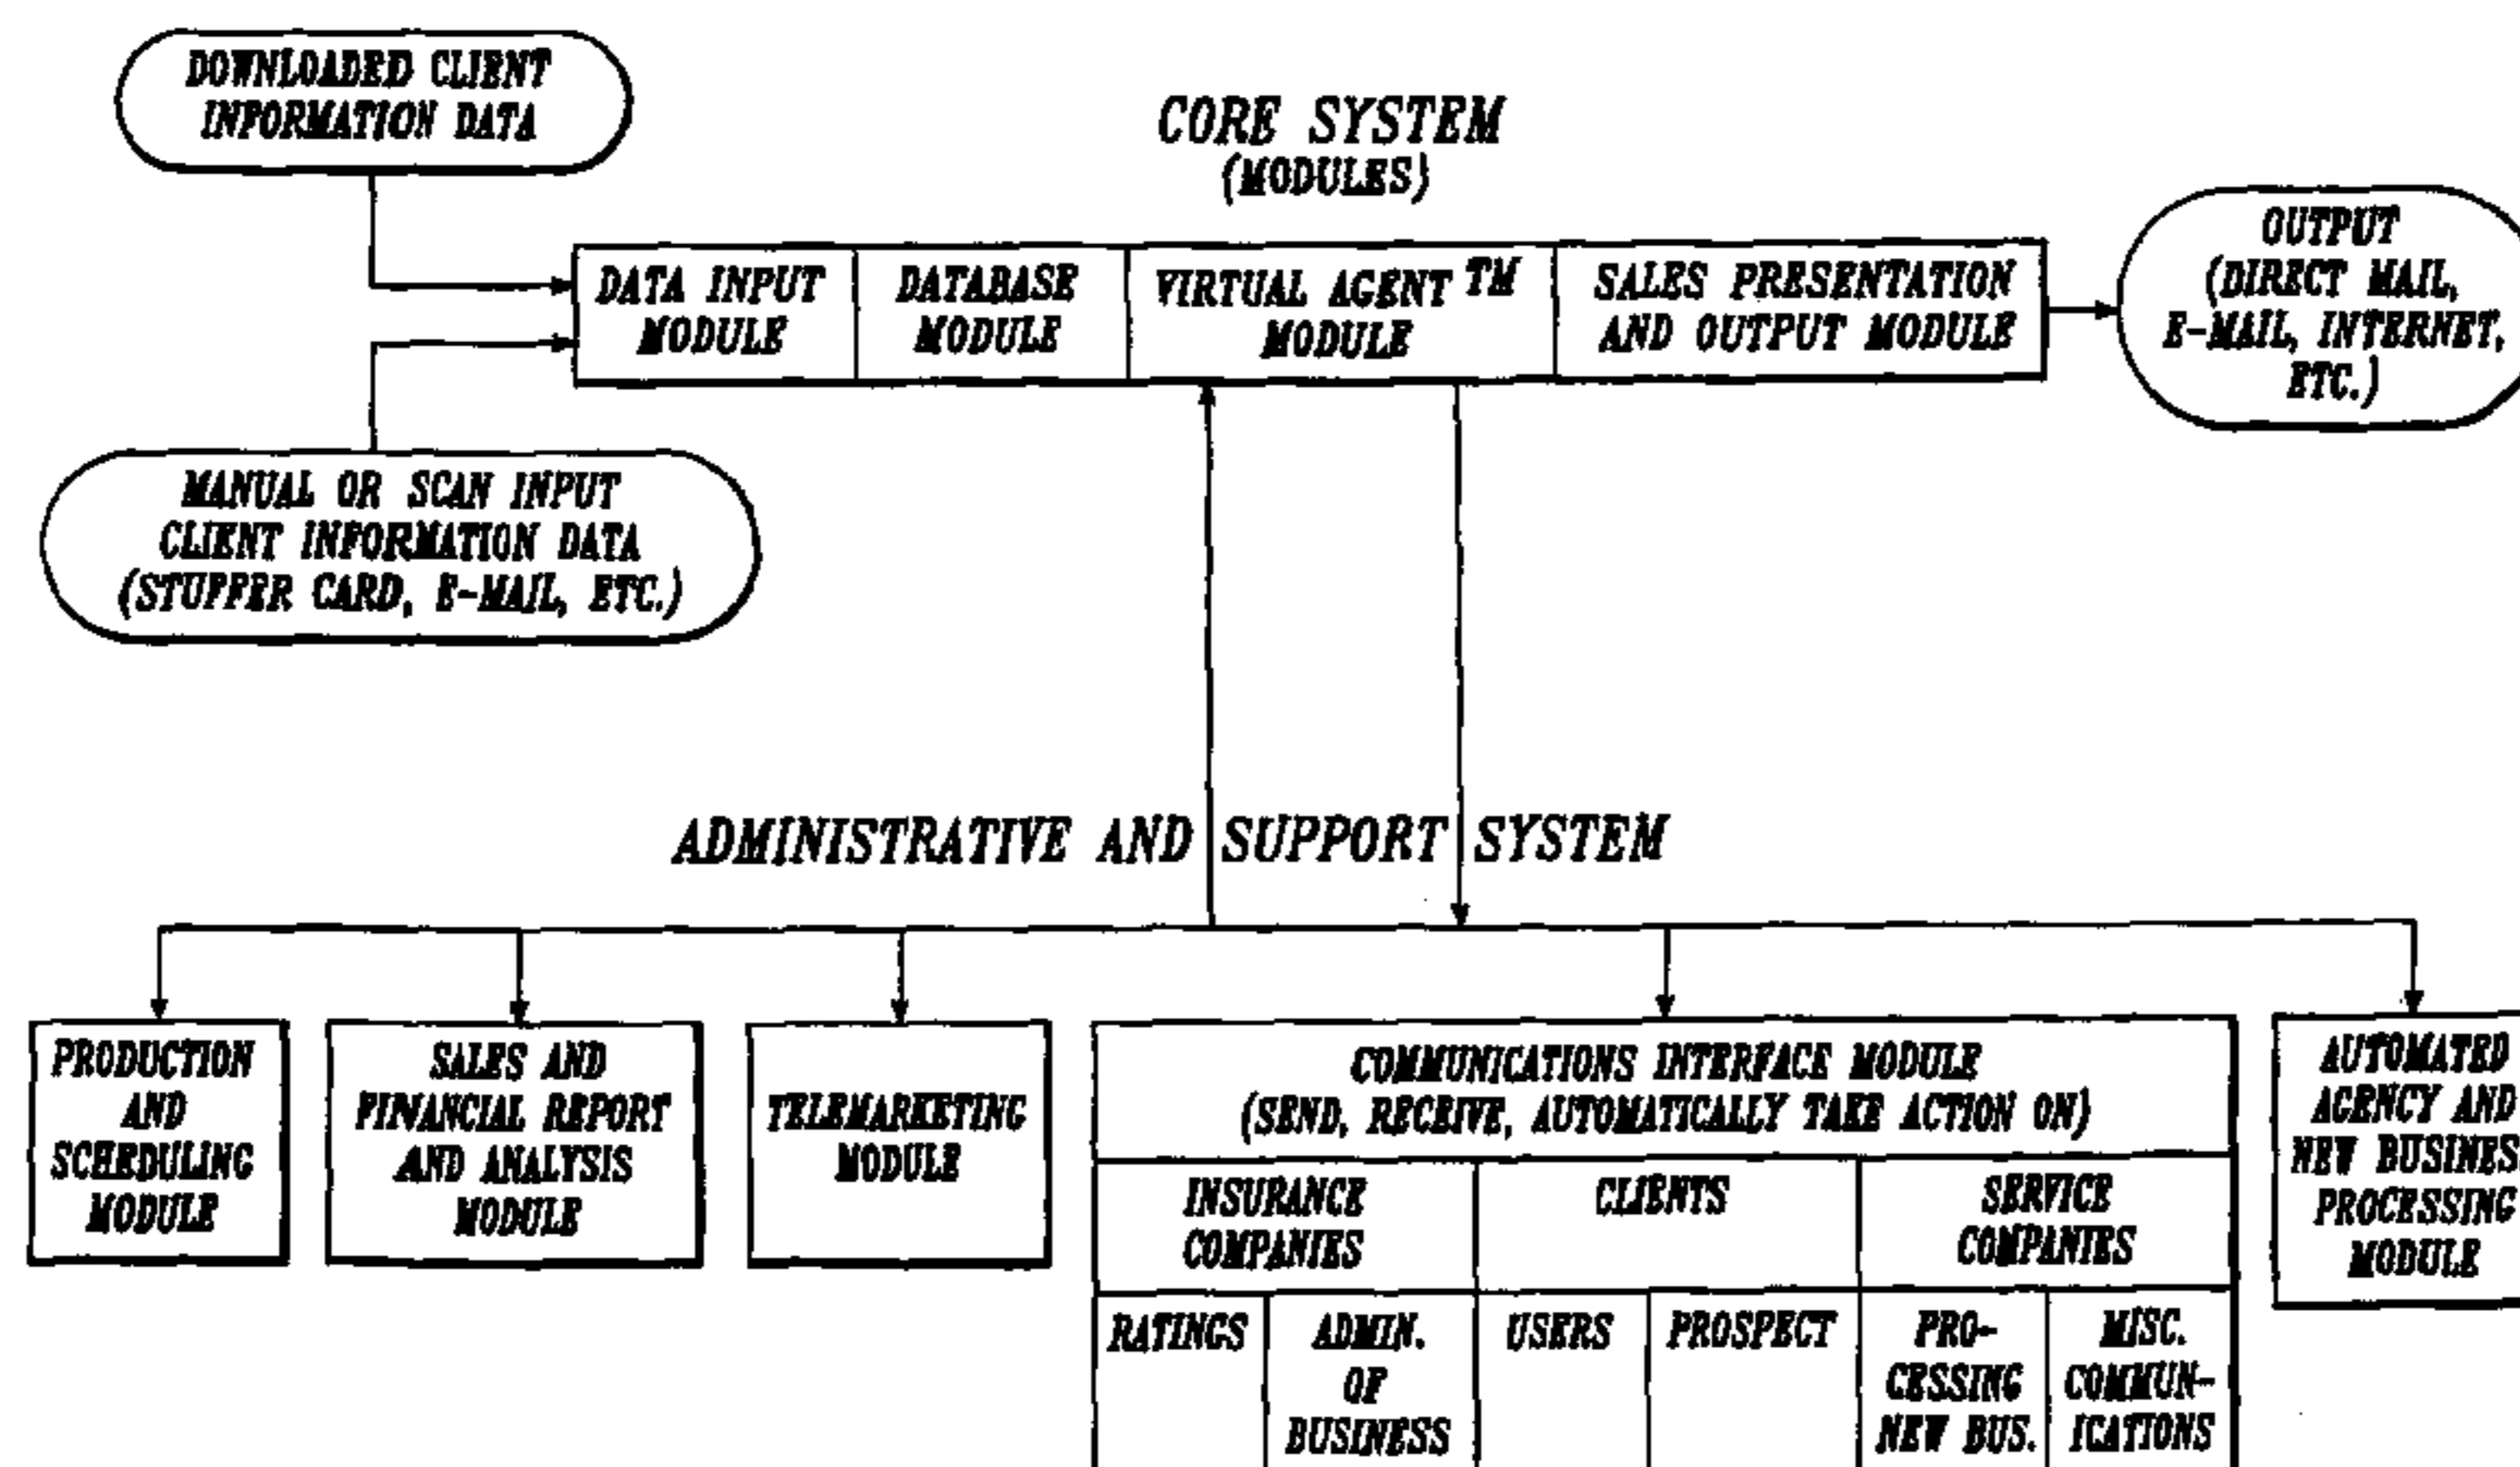 DOWNLOADED CLIENT
INFORMATION DATA
CORE SYSTEM
(MODULES)
DATA INPUT
MODULE
DATABASE
MODULE
VIRTUAL AGENT TM
MODULE
SALES PRESENTATION
AND OUTPUT MODULE
OUTPUT
(DIRECT MAIL,
E-MAIL, INTERNET,
ETC.)
MANUAL OR SCAN INPUT
CLIENT INFORMATION DATA
(STUFFER CARD, E-MAIL, ETC.)
ADMINISTRATIVE AND SUPPORT SYSTEM
PRODUCTION
AND
SCHEDULING
MODULE
SALES AND
FINANCIAL REPORT
AND ANALYSIS
MODULE
TELEMARKETING
MODULE
COMMUNICATIONS INTERFACE MODULE
(SEND, RECEIVE, AUTOMATICALLY TAKE ACTION ON)
INSURANCE
COMPANIES
CLIENTS
SERVICE
COMPANIES
RATINGS
ADMIN.
OF
BUSINESS
USERS
PROSPECT
PRO-
CESSING
NEW BUS.
MISC.
COMMUN-
ICATIONS
AUTOMATED
AGENCY AND
NEW BUSINES
PROCESSING
MODULE